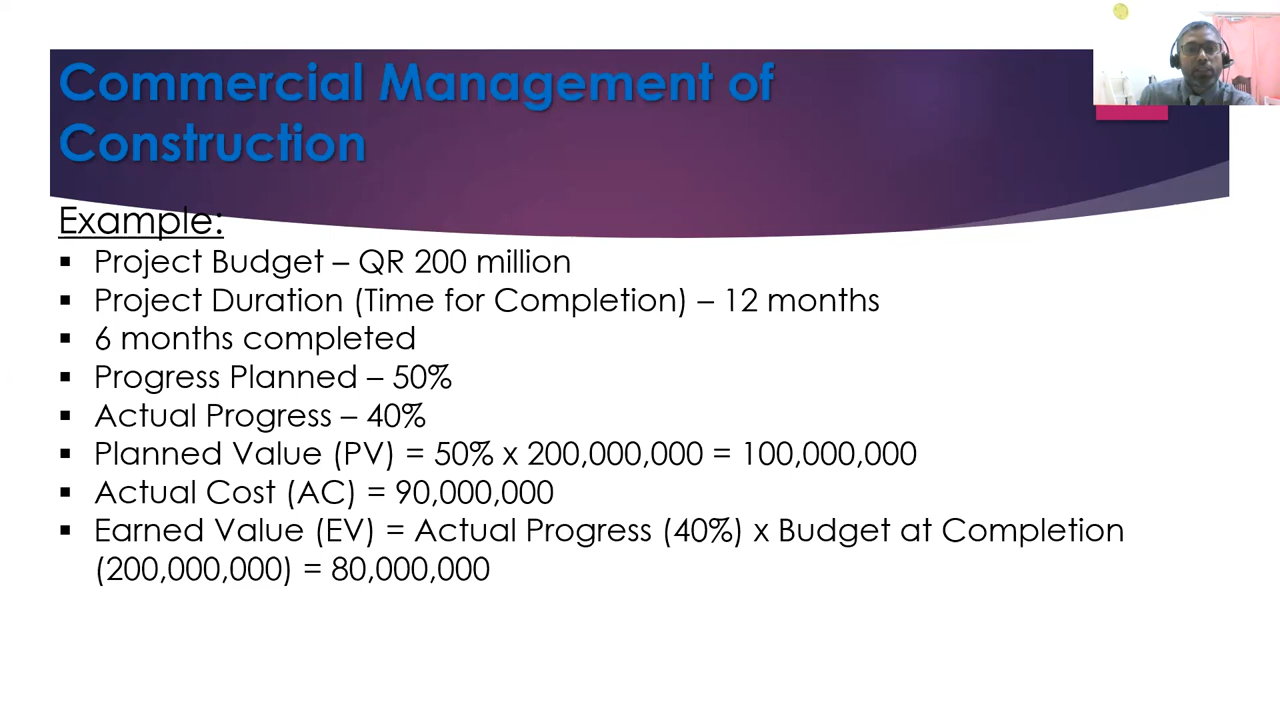 Commercial Management of
Construction
Example:
▪ Project Budget – QR 200 million
▪ Project Duration (Time for Completion) – 12 months
▪ 6 months completed
▪ Progress Planned – 50%
▪ Actual Progress – 40%
▪ Planned Value (PV) = 50% x 200,000,000 = 100,000,000
▪ Actual Cost (AC) = 90,000,000
▪ Earned Value (EV) = Actual Progress (40%) x Budget at Completion
(200,000,000) = 80,000,000